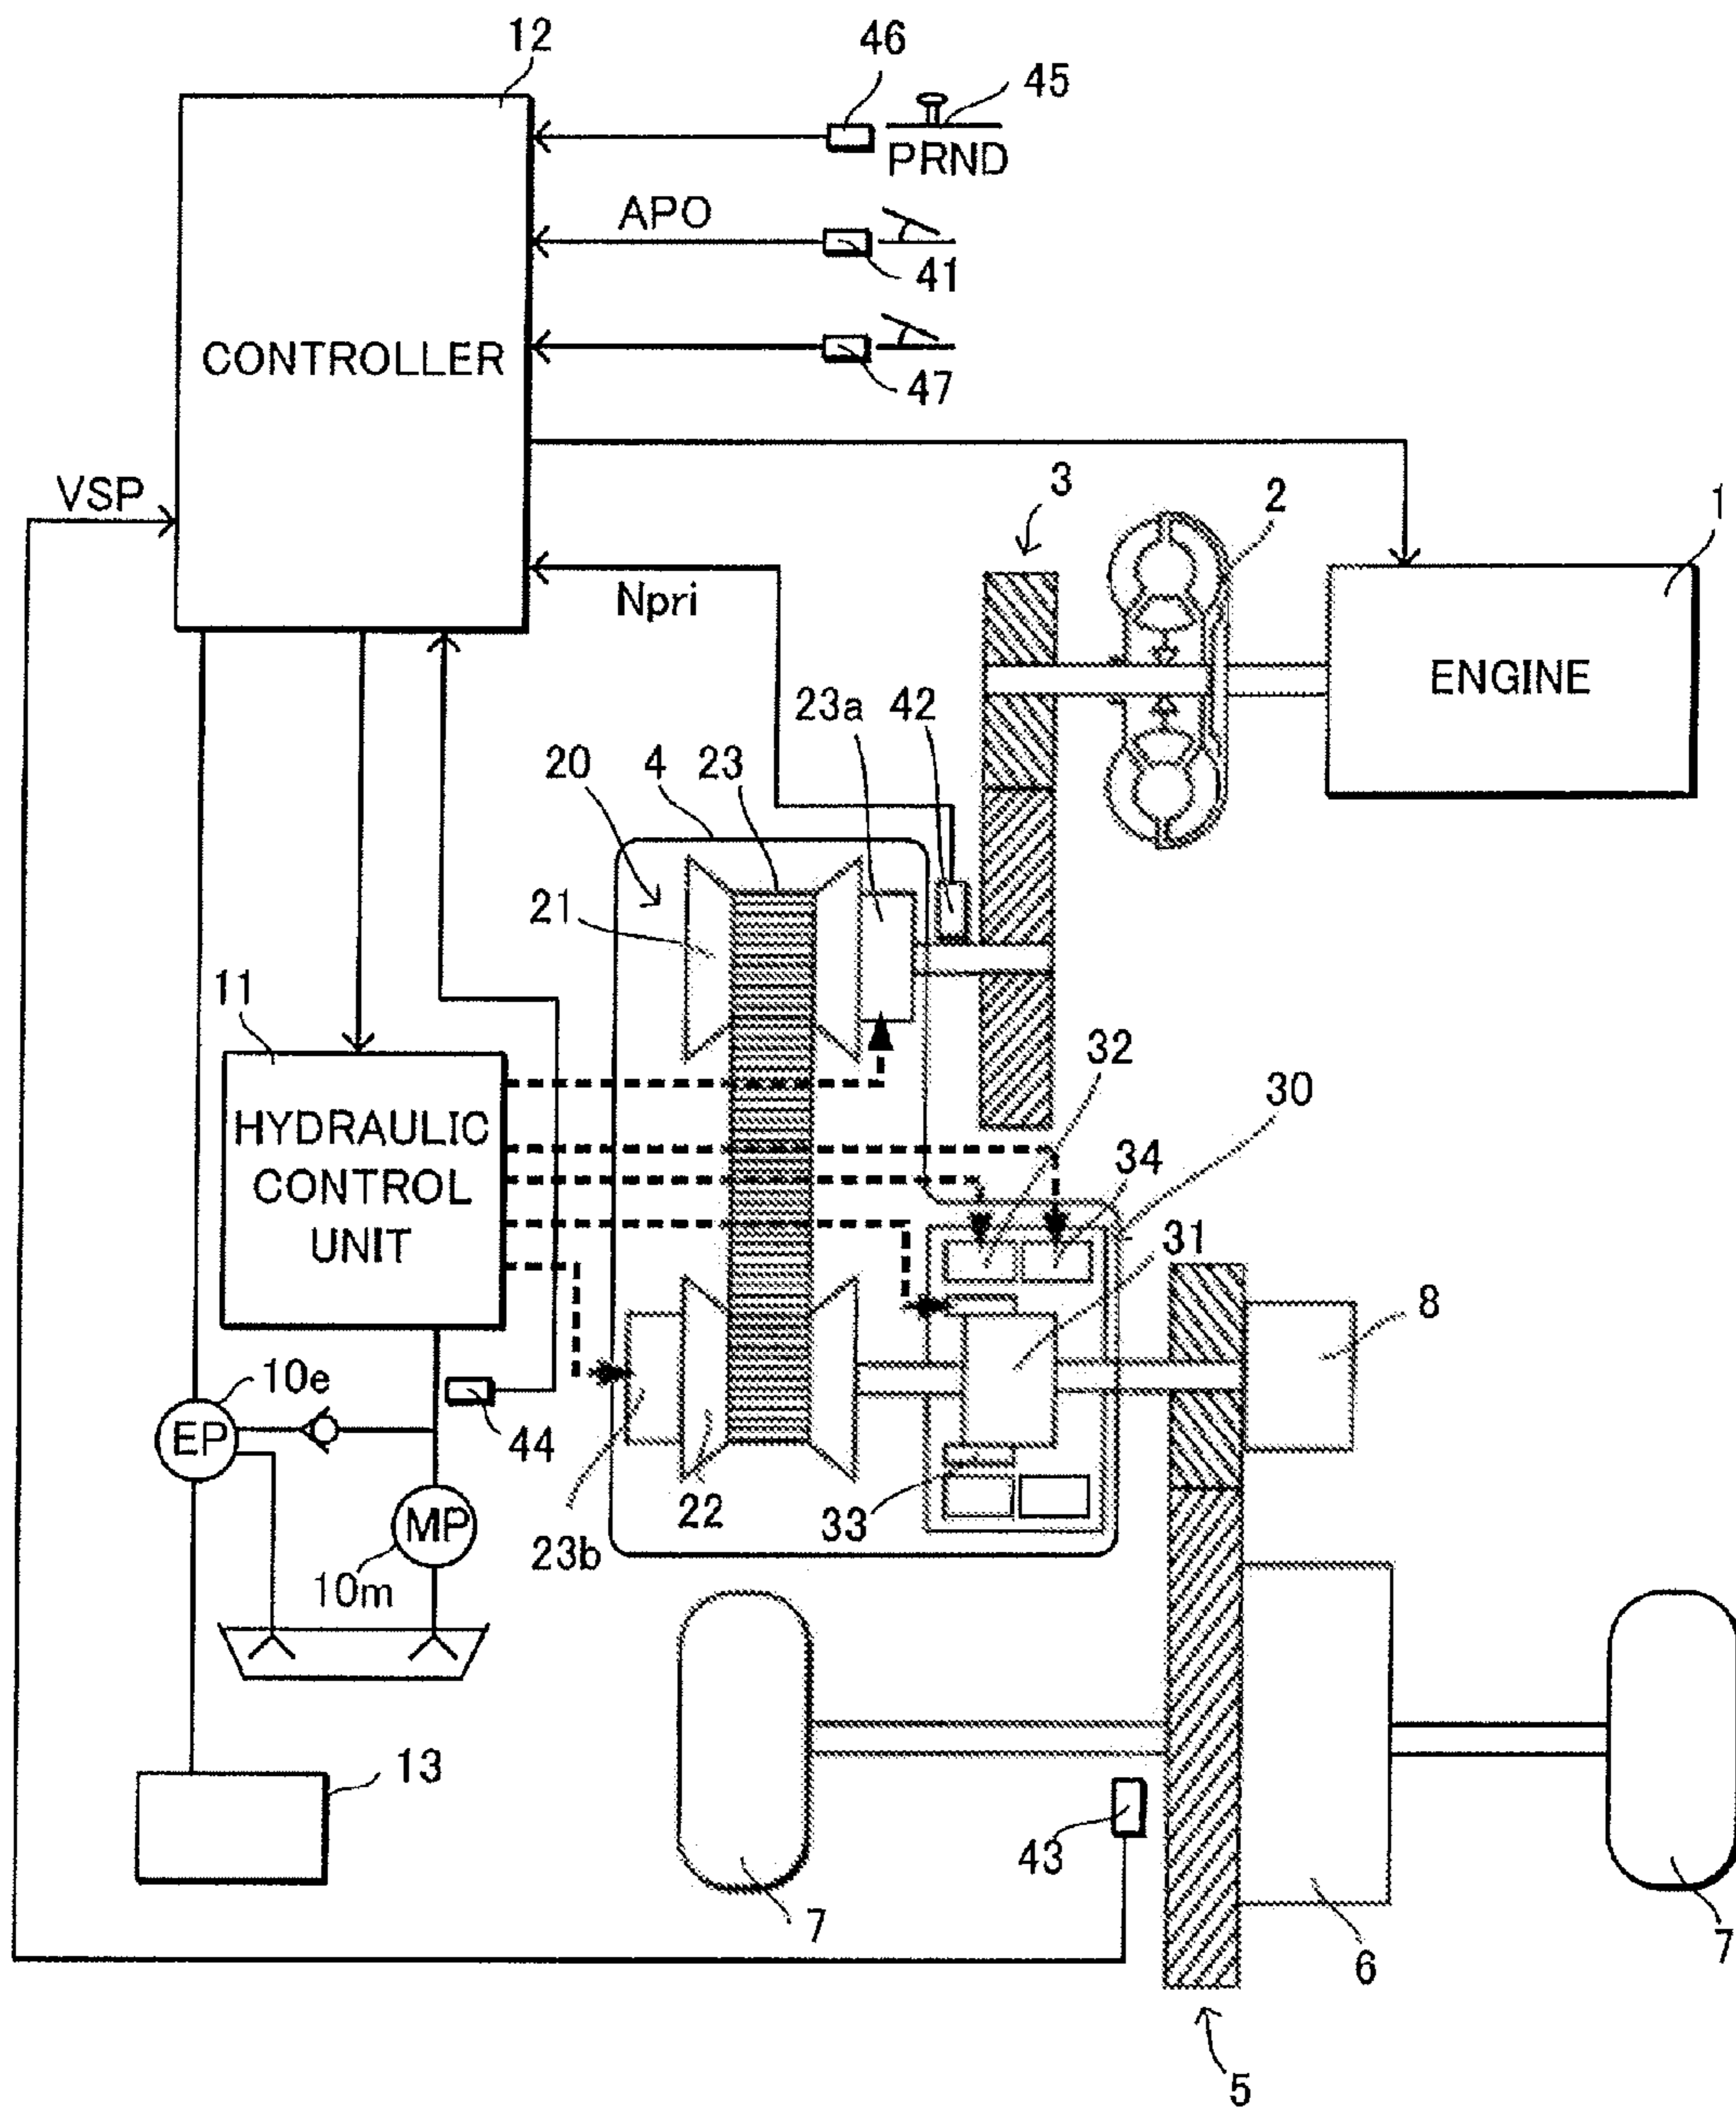 12
46
45
PRND
APO
41
CONTROLLER
47
VSP
3
2
1
Npri
ENGINE
23a
42
20
4
23
21
11
32
30
HYDRAULIC
CONTROL
UNIT
34
31
8
10e
EP
44
22
33
23b
MP
10m
13
43
7
6
7
5